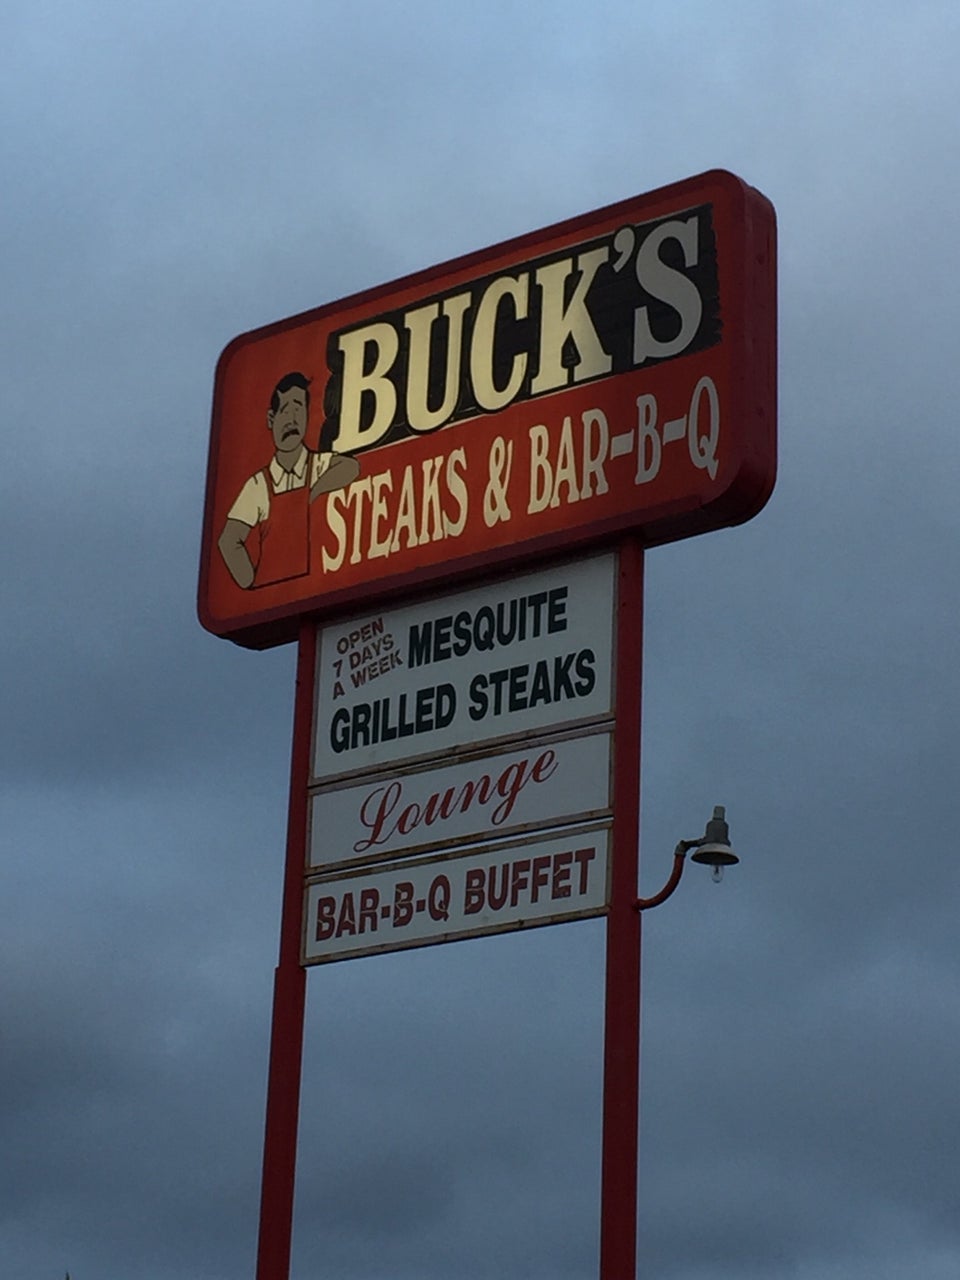 BUCK'S
STEAKS & BAR-B-Q
OPEN
7 DAYS
A WEEK
MESQUITE
GRILLED STEAKS
Lounge
BAR-B-Q BUFFET